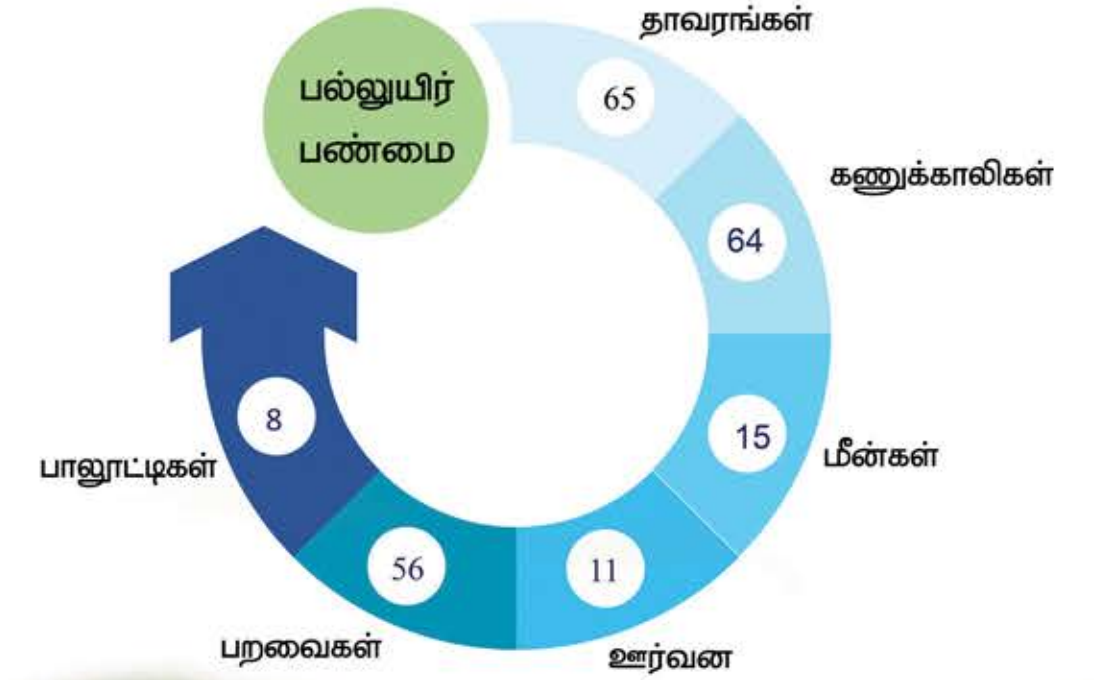 பல்லுயிர்
பண்மை
தாவரங்கள்
65
கணுக்காலிகள்
64
மீன்கள்
15
ஊர்வன
11
பறவைகள்
56
பாலூட்டிகள்
8